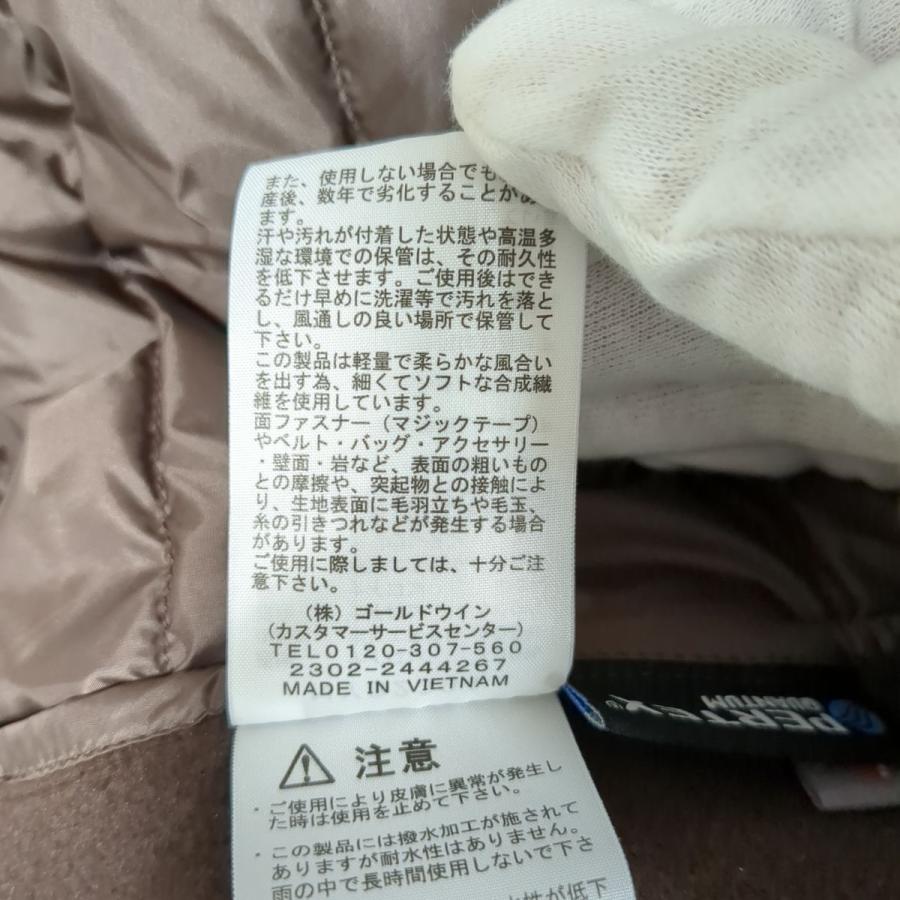 また、使用しない場合でも
産後、数年で劣化することが
ます。
汗や汚れが付着した状態や高温多
湿な環境での保管は、その耐久性
を低下させます。ご使用後はでき
るだけ早めに洗濯等で汚れを落と
し、風通しの良い場所で保管して
下さい。
この製品は軽量で柔らかな風合い
を出す為、細くてソフトな合成繊
維を使用しています。
面ファスナー（マジックテープ）
やベルト・バッグ・アクセサリー
・壁面・岩など、表面の粗いもの
との摩擦や、突起物との接触によ
り、生地表面に毛羽立ちや毛玉、
糸の引きつれなどが発生する場合
があります。
ご使用に際しましては、十分ご注
意下さい。
（株）ゴールドウイン
（カスタマーサービスセンター）
TEL0120-307-560
2302-2444267
MADE IN VIETNAM
PERTEX
QUANTUM
注意
・ご使用により皮膚に異常が発生し
た時は使用を止めて下さい。
・この製品には撥水加工が施されて
ありますが耐水性はありません。
雨の中で長時間使用しないで下さ
水性が低下